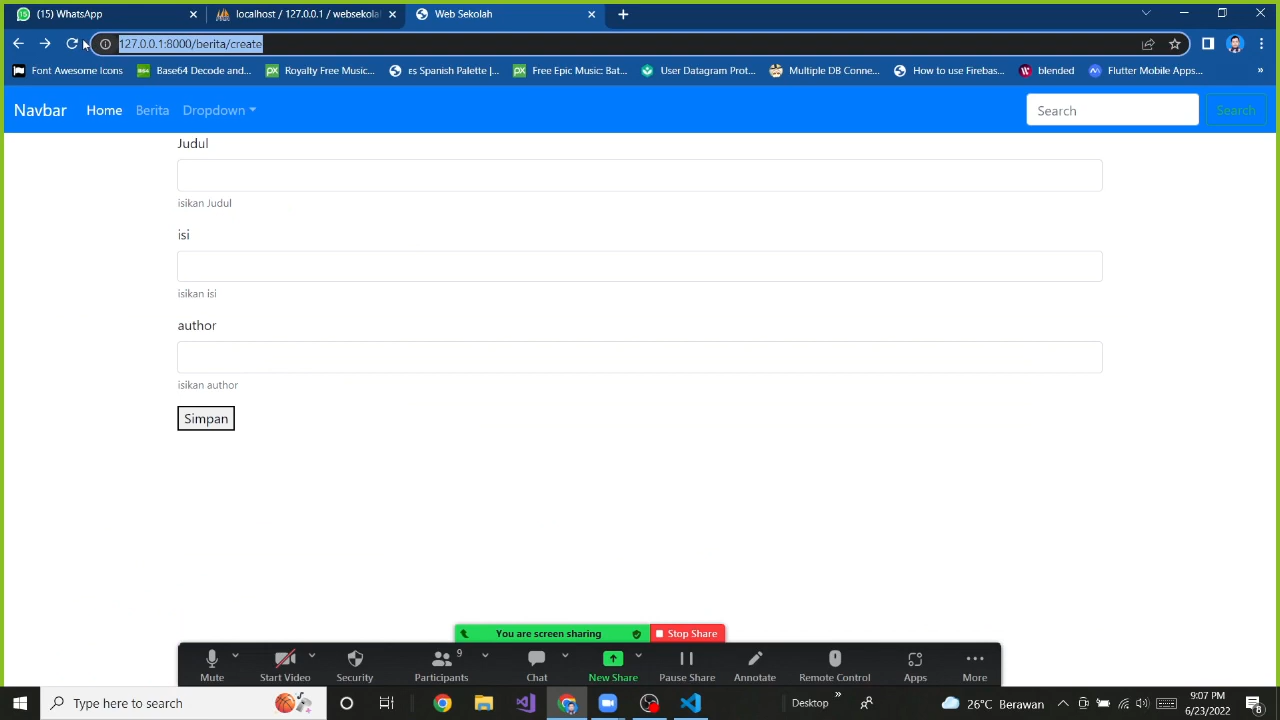 (15) WhatsApp
localhost / 127.0.0.1 / websekola
Web Sekolah
127.0.0.1:8000/berita/create
Font Awesome Icons
Base64 Decode and...
Royalty Free Music...
ES Spanish Palette |...
Free Epic Music: Bat...
User Datagram Prot...
Multiple DB Conne...
How to use Firebas...
blended
Flutter Mobile Apps...
»
Navbar Home Berita Dropdown
Search
Search
Judul
isikan Judul
isi
isikan isi
author
isikan author
Simpan
You are screen sharing
Stop Share
9
Mute
Start Video
Security
Participants
Chat
New Share
Pause Share
Annotate
Remote Control
Apps
More
Type here to search
Desktop
»
26°C Berawan
9:07 PM
6/23/2022
8